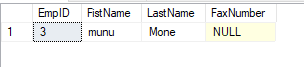 EmpID FistName LastName FaxNumber
1 3 munu Mone NULL